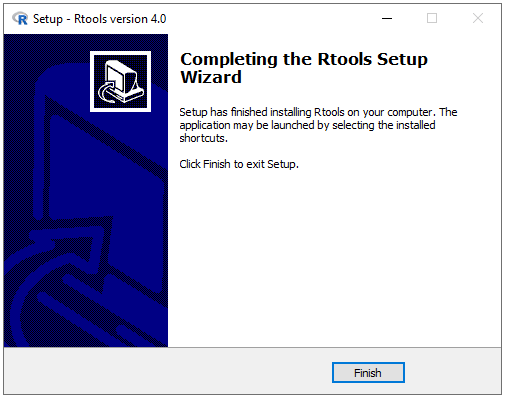 Setup - Rtools version 4.0
Completing the Rtools Setup
Wizard
Setup has finished installing Rtools on your computer. The
application may be launched by selecting the installed
shortcuts.
Click Finish to exit Setup.
Finish